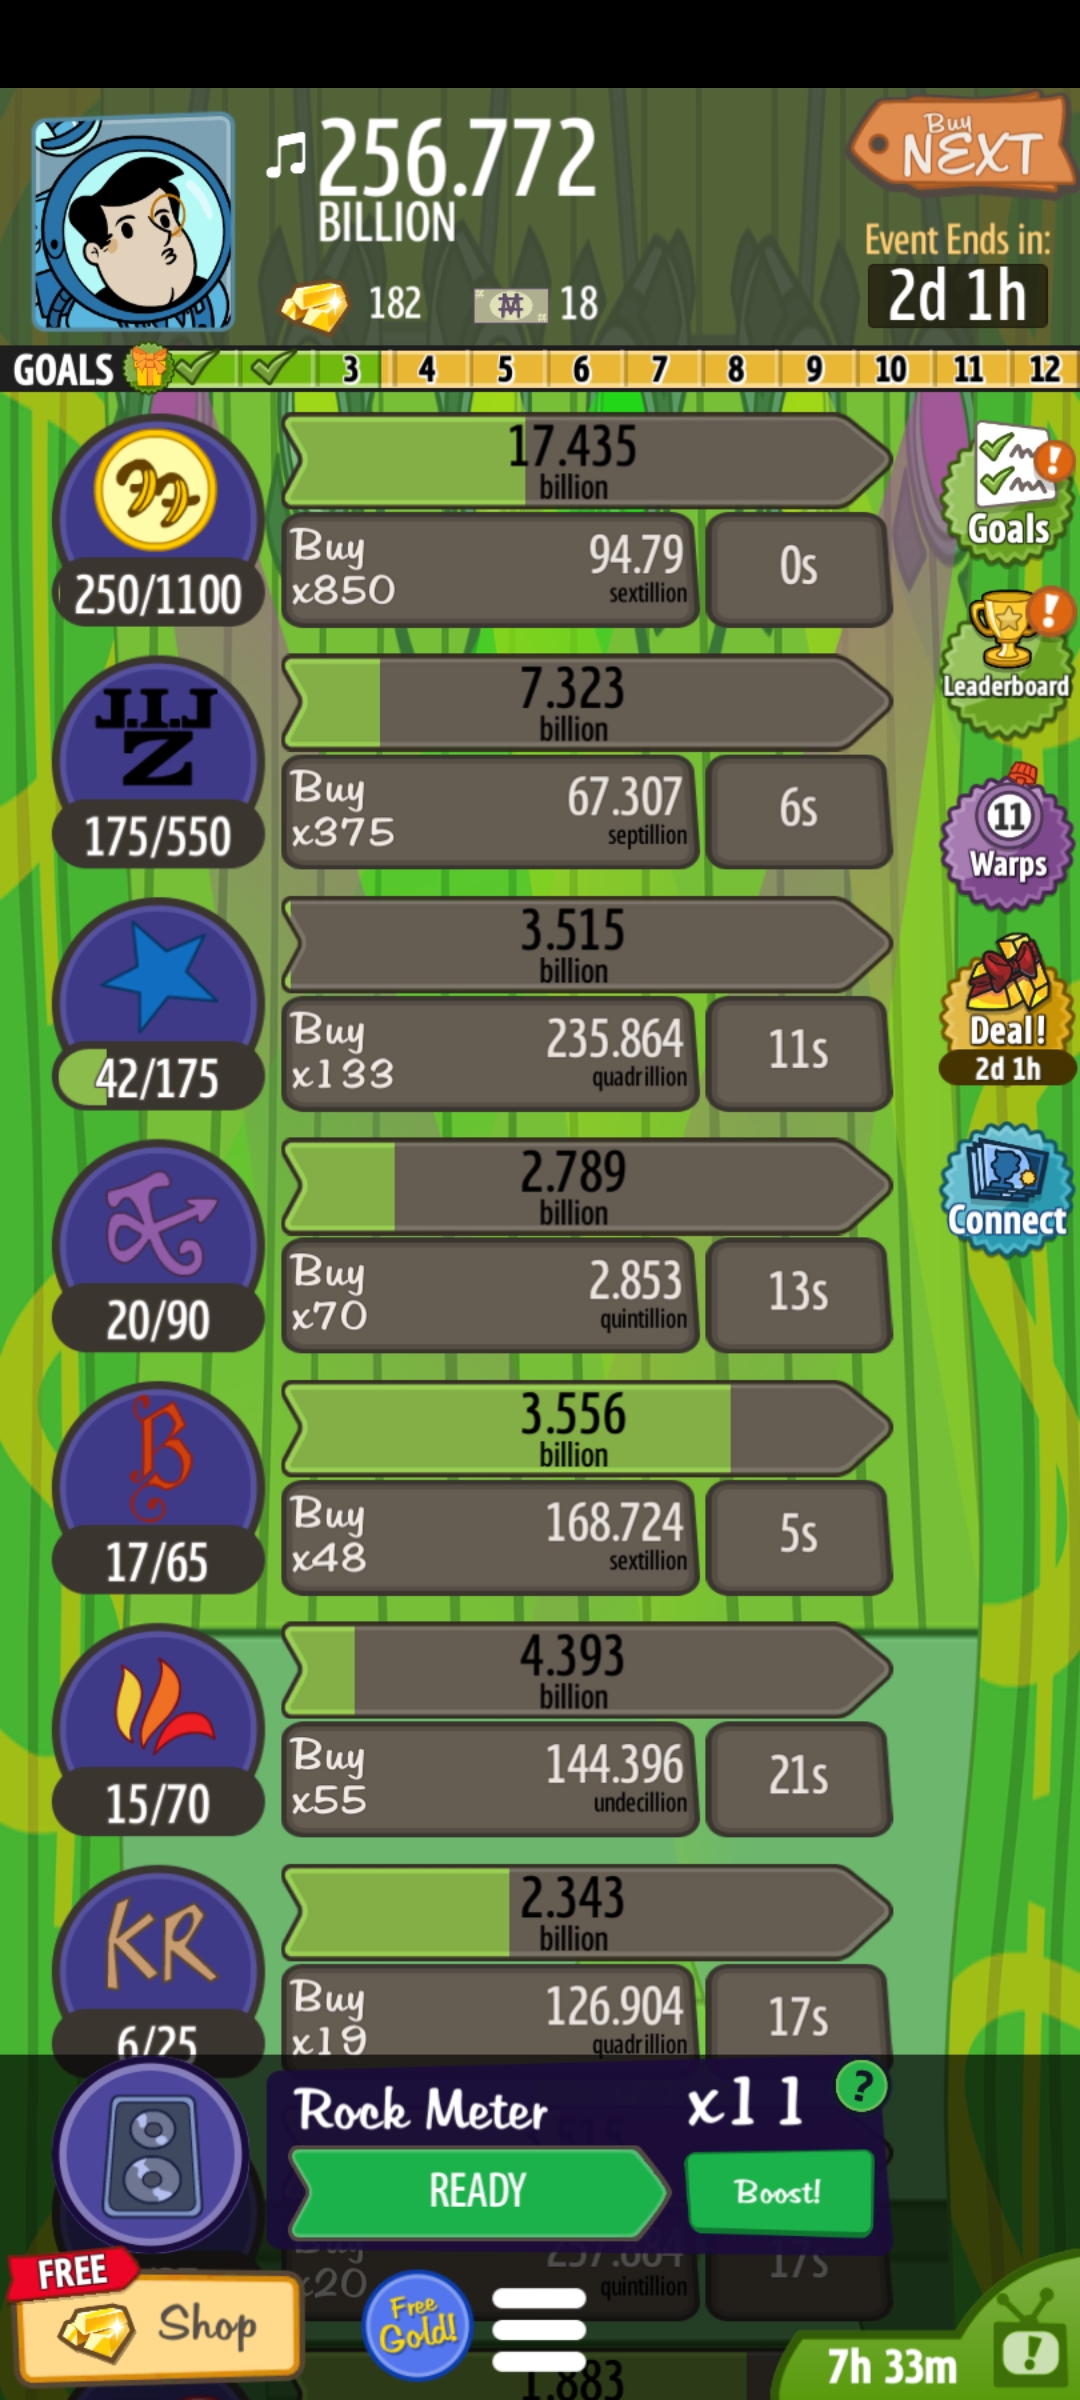 256.772
BILLION
Buy
NEXT
182
18
Event Ends in:
2d 1h
GOALS 3 4 5 6 7 8 9 10 11 12
17.435
billion
250/1100
Buy
x850
94.79
sextillion
0s
Goals
7.323
billion
J.I.J
Z
175/550
Buy
x375
67.307
septillion
6s
Leaderboard
11
Warps
3.515
billion
42/175
Buy
x133
235.864
quadrillion
11s
Deal!
2d 1h
2.789
billion
20/90
Buy
x70
2.853
quintillion
13s
Connect
3.556
billion
B
17/65
Buy
x48
168.724
sextillion
5s
4.393
billion
15/70
Buy
x55
144.396
undecillion
21s
2.343
billion
KR
6/25
Buy
x19
126.904
quadrillion
17s
Rock Meter
x11
?
READY
Boost!
Buy
x20
quintillion
17s
FREE
Shop
Free
Gold!
7h 33m
1.883